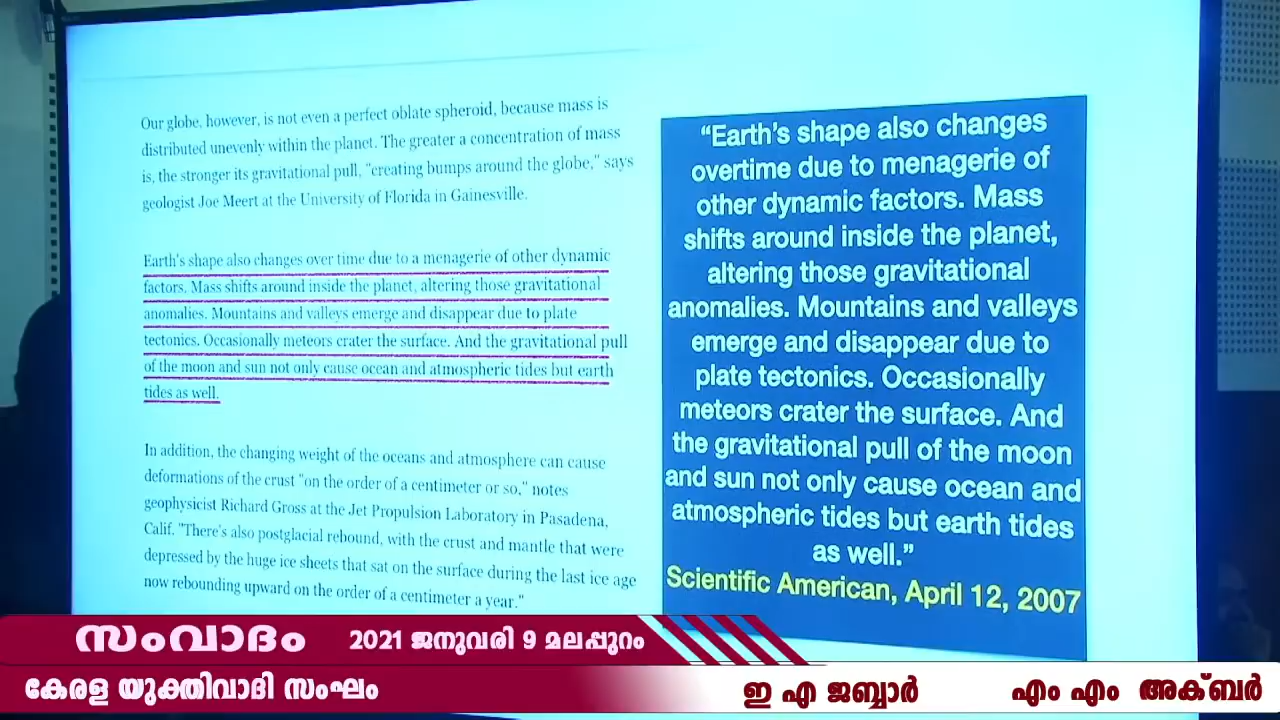 Our globe, however, is not even a perfect oblate spheroid, because mass is
distributed unevenly within the planet. The greater a concentration of mass
is, the stronger its gravitational pull, "creating bumps around the globe," says
geologist Joe Meert at the University of Florida in Gainesville.
Earth's shape also changes over time due to a menagerie of other dynamic
factors. Mass shifts around inside the planet, altering those gravitational
anomalies. Mountains and valleys emerge and disappear due to plate
tectonics. Occasionally meteors crater the surface. And the gravitational pull
of the moon and sun not only cause ocean and atmospheric tides but earth
tides as well.
In addition, the changing weight of the oceans and atmosphere can cause
deformations of the crust "on the order of a centimeter or so," notes
geophysicist Richard Gross at the Jet Propulsion Laboratory in Pasadena,
Calif. "There's also postglacial rebound, with the crust and mantle that were
depressed by the huge ice sheets that sat on the surface during the last ice age
now rebounding upward on the order of a centimeter a year."
“Earth’s shape also changes
overtime due to menagerie of
other dynamic factors. Mass
shifts around inside the planet,
altering those gravitational
anomalies. Mountains and valleys
emerge and disappear due to
plate tectonics. Occasionally
meteors crater the surface. And
the gravitational pull of the moon
and sun not only cause ocean and
atmospheric tides but earth tides
as well.”
Scientific American, April 12, 2007
സംവാദം 2021 ജനുവരി 9 മലപ്പുറം
കേരള യുക്തിവാദി സംഘം ഇ എ ജബ്ബാർ എം എം അക്ബർ